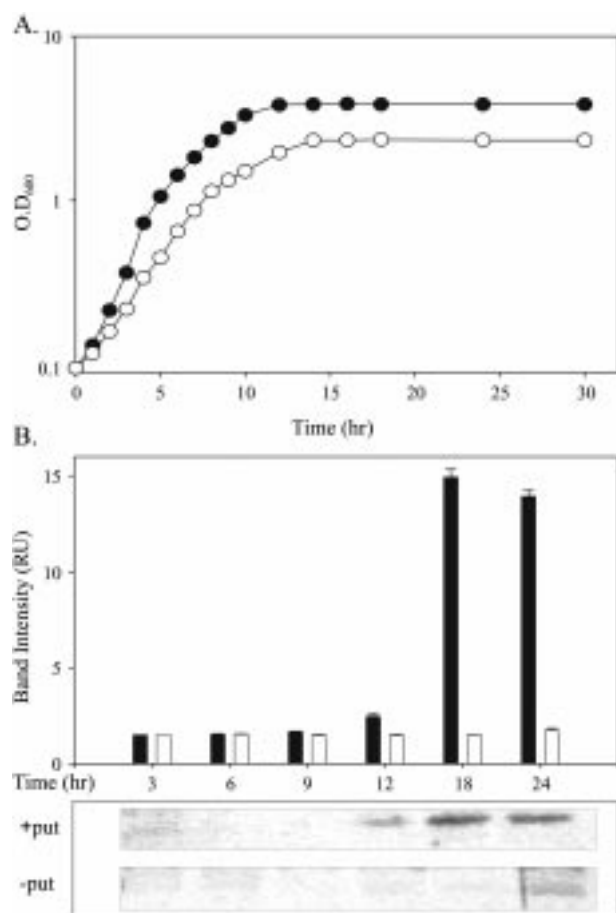 A.
10
1
0.1
O.D₆₀₀
0 5 10 15 20 25 30
Time (hr)
B.
15
10
5
0
Band Intensity (RU)
Time(hr) 3 6 9 12 18 24
+put
-put